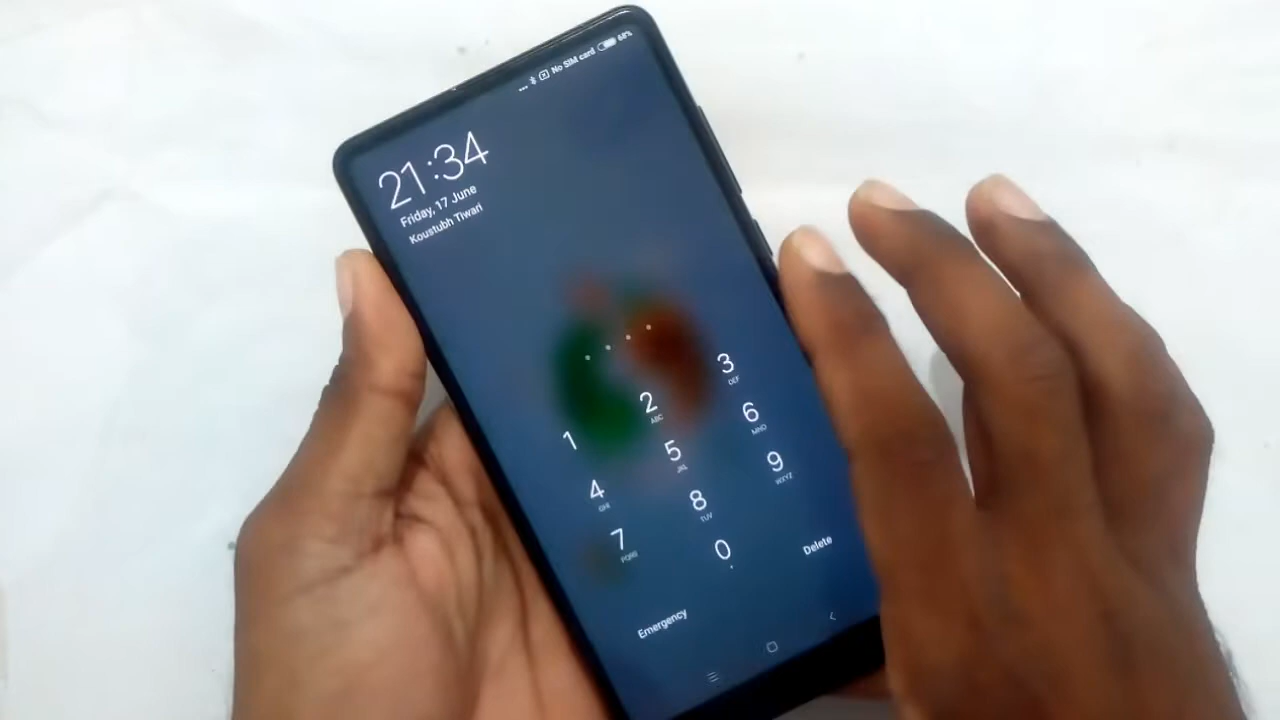 No SIM card 68%
21:34
Friday, 17 June
Koustubh Tiwari
1 2 ABC 3 DEF
4 GHI 5 JKL 6 MNO
7 PQRS 8 TUV 9 WXYZ
0 Delete
Emergency